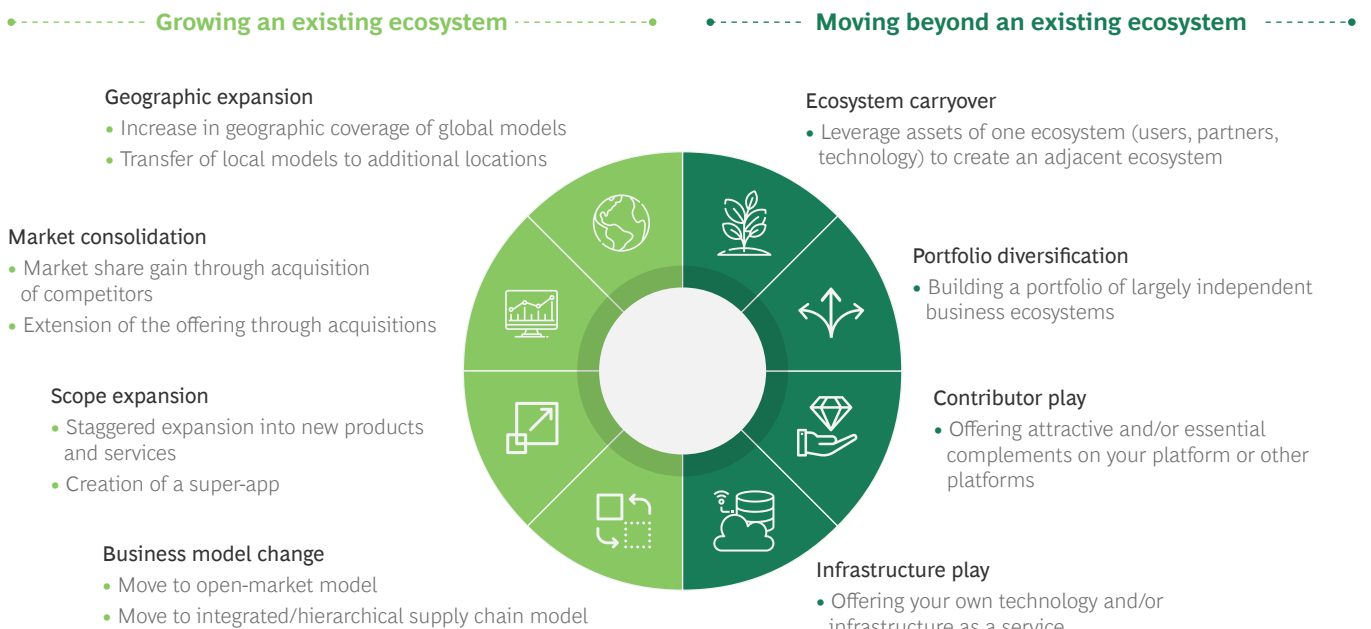 Growing an existing ecosystem
Geographic expansion
• Increase in geographic coverage of global models
• Transfer of local models to additional locations
Market consolidation
• Market share gain through acquisition
of competitors
• Extension of the offering through acquisitions
Scope expansion
• Staggered expansion into new products
and services
• Creation of a super-app
Business model change
• Move to open-market model
• Move to integrated/hierarchical supply chain model
Moving beyond an existing ecosystem
Ecosystem carryover
• Leverage assets of one ecosystem (users, partners,
technology) to create an adjacent ecosystem
Portfolio diversification
• Building a portfolio of largely independent
business ecosystems
Contributor play
• Offering attractive and/or essential
complements on your platform or other
platforms
Infrastructure play
• Offering your own technology and/or
infrastructure as a service